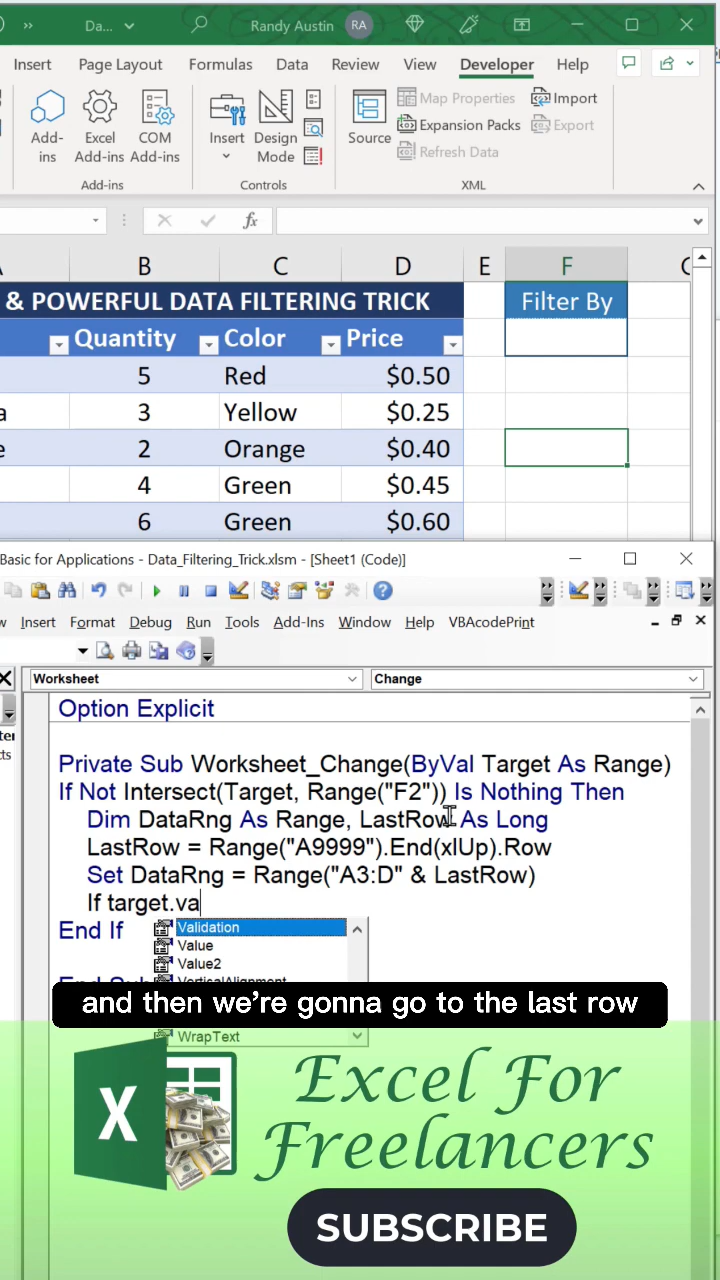 Da...
Randy Austin
RA
Insert Page Layout Formulas Data Review View Developer Help
Add-ins
Excel Add-ins
COM Add-ins
Insert
Design Mode
Source
Map Properties
Expansion Packs
Refresh Data
Import
Export
Add-ins
Controls
XML
fx
B C D E F
& POWERFUL DATA FILTERING TRICK
Filter By
Quantity Color Price
5 Red $0.50
3 Yellow $0.25
2 Orange $0.40
4 Green $0.45
6 Green $0.60
Basic for Applications - Data_Filtering_Trick.xlsm - [Sheet1 (Code)]
Insert Format Debug Run Tools Add-Ins Window Help VBAcodePrint
Worksheet
Change
Option Explicit
Private Sub Worksheet_Change(ByVal Target As Range)
If Not Intersect(Target, Range("F2")) Is Nothing Then
Dim DataRng As Range, LastRow As Long
LastRow = Range("A9999").End(xlUp).Row
Set DataRng = Range("A3:D" & LastRow)
If target.va
End If
Validation
Value
Value2
VerticalAlignment
and then we're gonna go to the last row
WrapText
X
Excel For
Freelancers
SUBSCRIBE